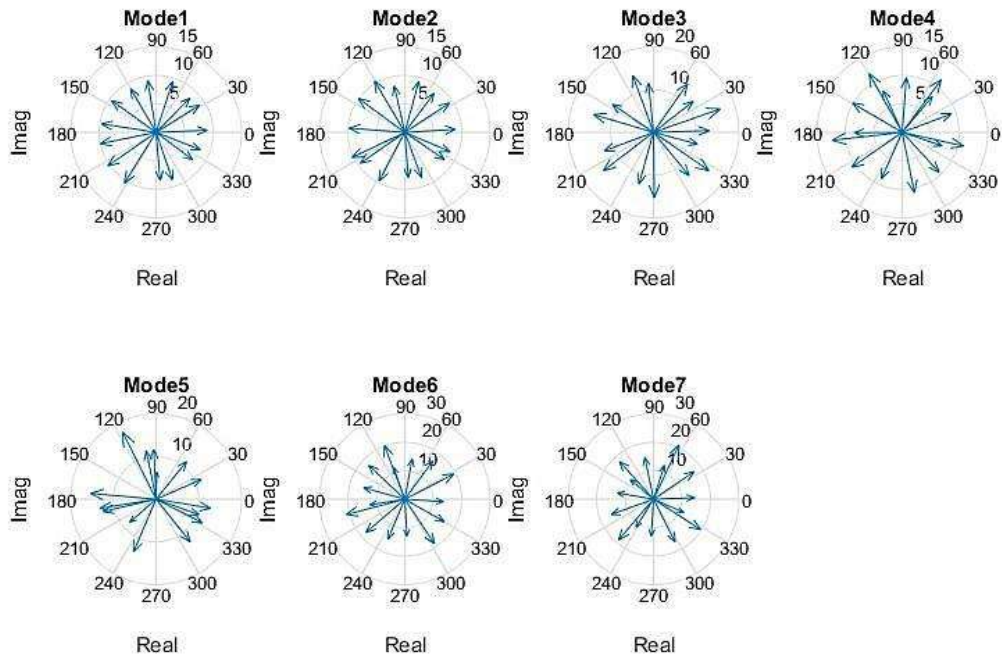 Mode1 Mode2 Mode3 Mode4
90 15 90 15 90 20 90 15
120 60 120 60 120 60 120 60
10 10 10 10
150 5 30 150 5 30 150 30 150 5 30
Imag 180 0 Imag 180 0 Imag 180 0 Imag 180 0
210 330 210 330 210 330 210 330
240 300 240 300 240 300 240 300
270 270 270 270
Real Real Real Real
Mode5 Mode6 Mode7
90 20 90 30 90 30
120 60 120 60 120 60
10 20 20
150 30 150 10 30 150 10 30
Imag 180 0 Imag 180 0 Imag 180 0
210 330 210 330 210 330
240 300 240 300 240 300
270 270 270
Real Real Real